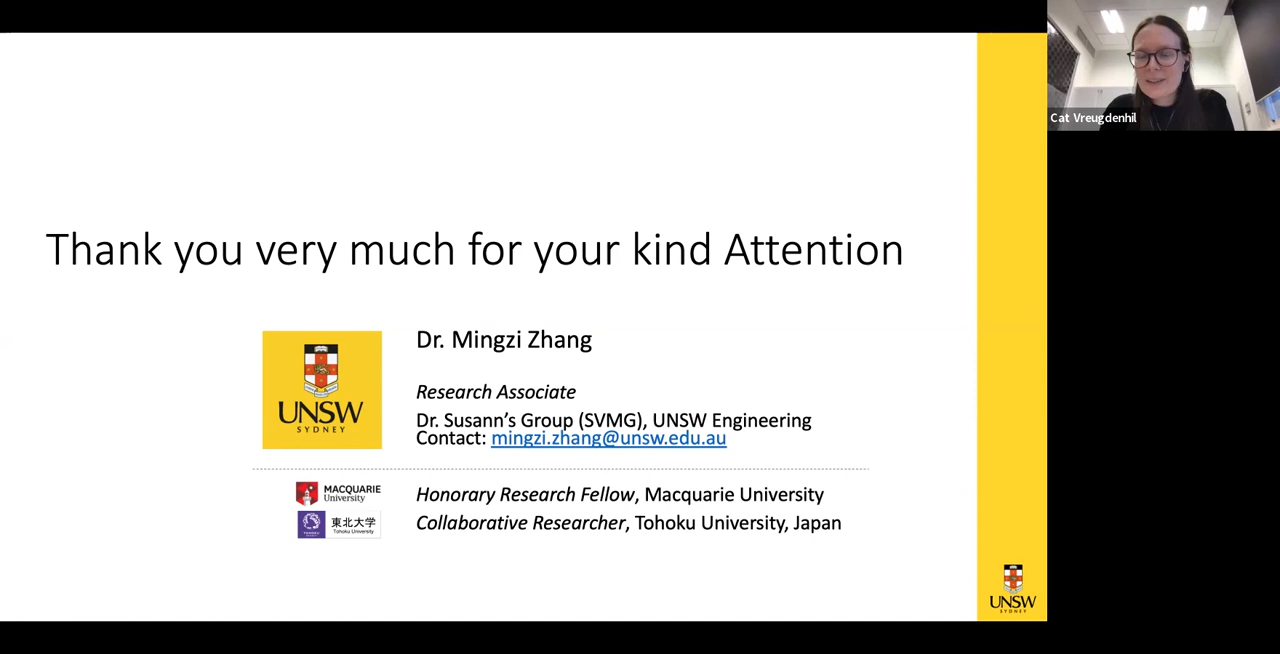 Cat Vreugdenhil
Thank you very much for your kind Attention
UNSW
SYDNEY
Dr. Mingzi Zhang
Research Associate
Dr. Susann’s Group (SVMG), UNSW Engineering
Contact: mingzi.zhang@unsw.edu.au
MACQUARIE
University
Honorary Research Fellow, Macquarie University
東北大学
Tohoku University
Collaborative Researcher, Tohoku University, Japan
UNSW
SYDNEY